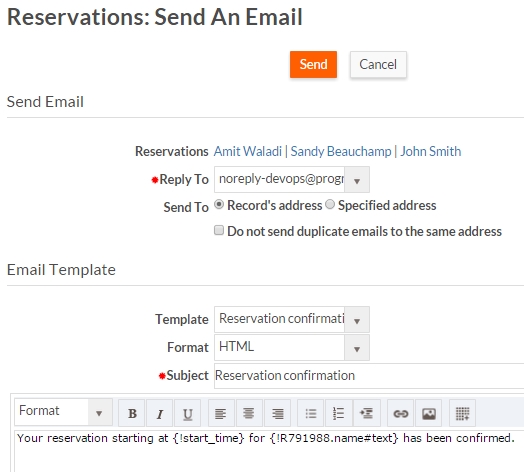 Reservations: Send An Email
Send Cancel
Send Email
Reservations Amit Waladi | Sandy Beauchamp | John Smith
*Reply To noreply-devops@progr
Send To Record's address Specified address
Do not send duplicate emails to the same address
Email Template
Template Reservation confirmati
Format HTML
*Subject Reservation confirmation
Format B I U
Your reservation starting at {!start_time} for {!R791988.name#text} has been confirmed.